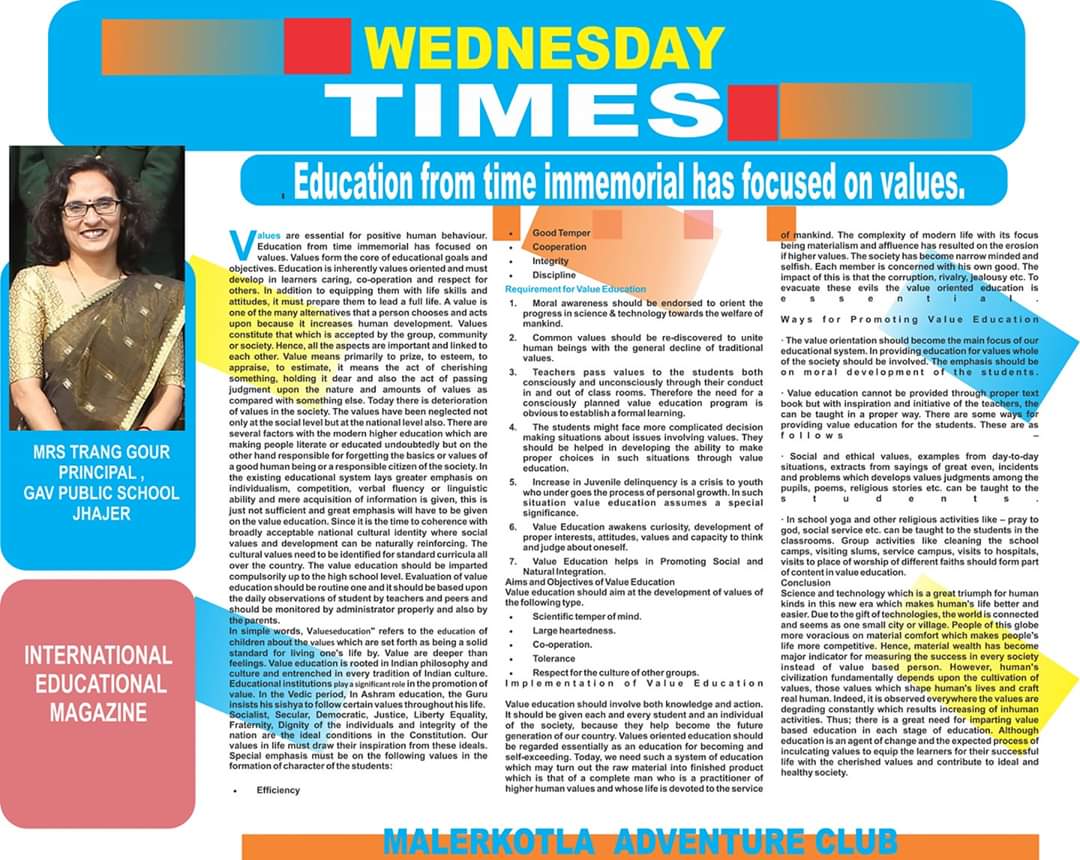 WEDNESDAY
TIMES
Education from time immemorial has focused on values.
MRS TRANG GOUR
PRINCIPAL ,
GAV PUBLIC SCHOOL
JHAJER
INTERNATIONAL
EDUCATIONAL
MAGAZINE
Values are essential for positive human behaviour.
Education from time immemorial has focused on
values. Values form the core of educational goals and
objectives. Education is inherently values oriented and must
develop in learners caring, co-operation and respect for
others. In addition to equipping them with life skills and
attitudes, it must prepare them to lead a full life. A value is
one of the many alternatives that a person chooses and acts
upon because it increases human development. Values
constitute that which is accepted by the group, community
or society. Hence, all the aspects are important and linked to
each other. Value means primarily to prize, to esteem, to
appraise, to estimate, it means the act of cherishing
something, holding it dear and also the act of passing
judgment upon the nature and amounts of values as
compared with something else. Today there is deterioration
of values in the society. The values have been neglected not
only at the social level but at the national level also. There are
several factors with the modern higher education which are
making people literate or educated undoubtedly but on the
other hand responsible for forgetting the basics or values of
a good human being or a responsible citizen of the society. In
the existing educational system lays greater emphasis on
individualism, competition, verbal fluency or linguistic
ability and mere acquisition of information is given, this is
just not sufficient and great emphasis will have to be given
on the value education. Since it is the time to coherence with
broadly acceptable national cultural identity where social
values and development can be naturally reinforcing. The
cultural values need to be identified for standard curricula all
over the country. The value education should be imparted
compulsorily up to the high school level. Evaluation of value
education should be routine one and it should be based upon
the daily observations of student by teachers and peers and
should be monitored by administrator properly and also by
the parents.
In simple words, Valueseducation" refers to the education of
children about the values which are set forth as being a solid
standard for living one's life by. Value are deeper than
feelings. Value education is rooted in Indian philosophy and
culture and entrenched in every tradition of Indian culture.
Educational institutions play a significant role in the promotion of
value. In the Vedic period, In Ashram education, the Guru
insists his sishya to follow certain values throughout his life.
Socialist, Secular, Democratic, Justice, Liberty Equality,
Fraternity, Dignity of the individuals and integrity of the
nation are the ideal conditions in the Constitution. Our
values in life must draw their inspiration from these ideals.
Special emphasis must be on the following values in the
formation of character of the students:
• Efficiency
• Good Temper
• Cooperation
• Integrity
• Discipline
Requirement for Value Education
1. Moral awareness should be endorsed to orient the
progress in science & technology towards the welfare of
mankind.
2. Common values should be re-discovered to unite
human beings with the general decline of traditional
values.
3. Teachers pass values to the students both
consciously and unconsciously through their conduct
in and out of class rooms. Therefore the need for a
consciously planned value education program is
obvious to establish a formal learning.
4. The students might face more complicated decision
making situations about issues involving values. They
should be helped in developing the ability to make
proper choices in such situations through value
education.
5. Increase in Juvenile delinquency is a crisis to youth
who under goes the process of personal growth. In such
situation value education assumes a special
significance.
6. Value Education awakens curiosity, development of
proper interests, attitudes, values and capacity to think
and judge about oneself.
7. Value Education helps in Promoting Social and
Natural Integration.
Aims and Objectives of Value Education
Value education should aim at the development of values of
the following type.
• Scientific temper of mind.
• Large heartedness.
• Co-operation.
• Tolerance
• Respect for the culture of other groups.
Implementation of Value Education
Value education should involve both knowledge and action.
It should be given each and every student and an individual
of the society, because they help become the future
generation of our country. Values oriented education should
be regarded essentially as an education for becoming and
self-exceeding. Today, we need such a system of education
which may turn out the raw material into finished product
which is that of a complete man who is a practitioner of
higher human values and whose life is devoted to the service
of mankind. The complexity of modern life with its focus
being materialism and affluence has resulted on the erosion
if higher values. The society has become narrow minded and
selfish. Each member is concerned with his own good. The
impact of this is that the corruption, rivalry, jealousy etc. To
evacuate these evils the value oriented education is
essential.
Ways for Promoting Value Education
· The value orientation should become the main focus of our
educational system. In providing education for values whole
of the society should be involved. The emphasis should be
on moral development of the students.
· Value education cannot be provided through proper text
book but with inspiration and initiative of the teachers, the
can be taught in a proper way. There are some ways for
providing value education for the students. These are as
follows –
· Social and ethical values, examples from day-to-day
situations, extracts from sayings of great even, incidents
and problems which develops values judgments among the
pupils, poems, religious stories etc. can be taught to the
students.
· In school yoga and other religious activities like – pray to
god, social service etc. can be taught to the students in the
classrooms. Group activities like cleaning the school
camps, visiting slums, service campus, visits to hospitals,
visits to place of worship of different faiths should form part
of content in value education.
Conclusion
Science and technology which is a great triumph for human
kinds in this new era which makes human's life better and
easier. Due to the gift of technologies, the world is connected
and seems as one small city or village. People of this globe
more voracious on material comfort which makes people's
life more competitive. Hence, material wealth has become
major indicator for measuring the success in every society
instead of value based person. However, human's
civilization fundamentally depends upon the cultivation of
values, those values which shape human's lives and craft
real human. Indeed, it is observed everywhere the values are
degrading constantly which results increasing of inhuman
activities. Thus; there is a great need for imparting value
based education in each stage of education. Although
education is an agent of change and the expected process of
inculcating values to equip the learners for their successful
life with the cherished values and contribute to ideal and
healthy society.
MALERKOTLA ADVENTURE CLUB